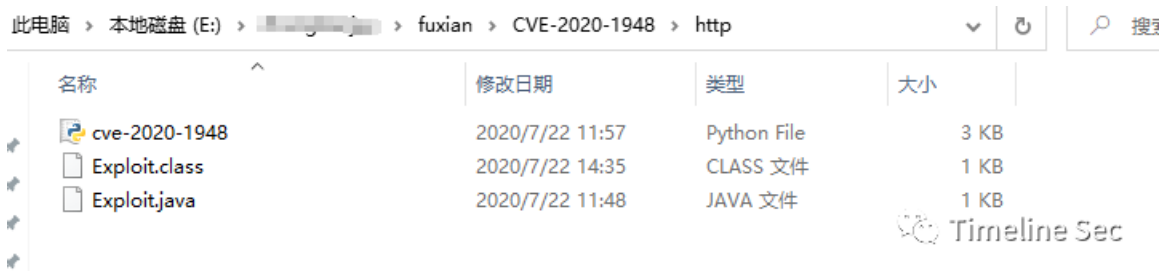 此电脑 › 本地磁盘 (E:) › › fuxian › CVE-2020-1948 › http
名称 修改日期 类型 大小
cve-2020-1948 2020/7/22 11:57 Python File 3 KB
Exploit.class 2020/7/22 14:35 CLASS 文件 1 KB
Exploit.java 2020/7/22 11:48 JAVA 文件 1 KB
Timeline Sec